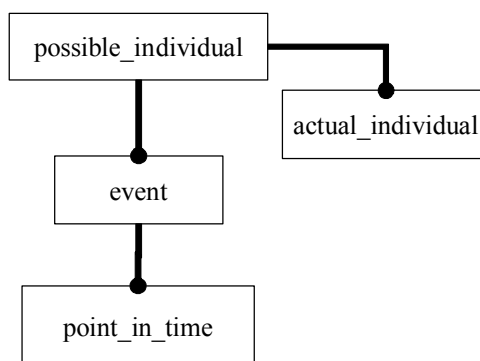 possible_individual
actual_individual
event
point_in_time